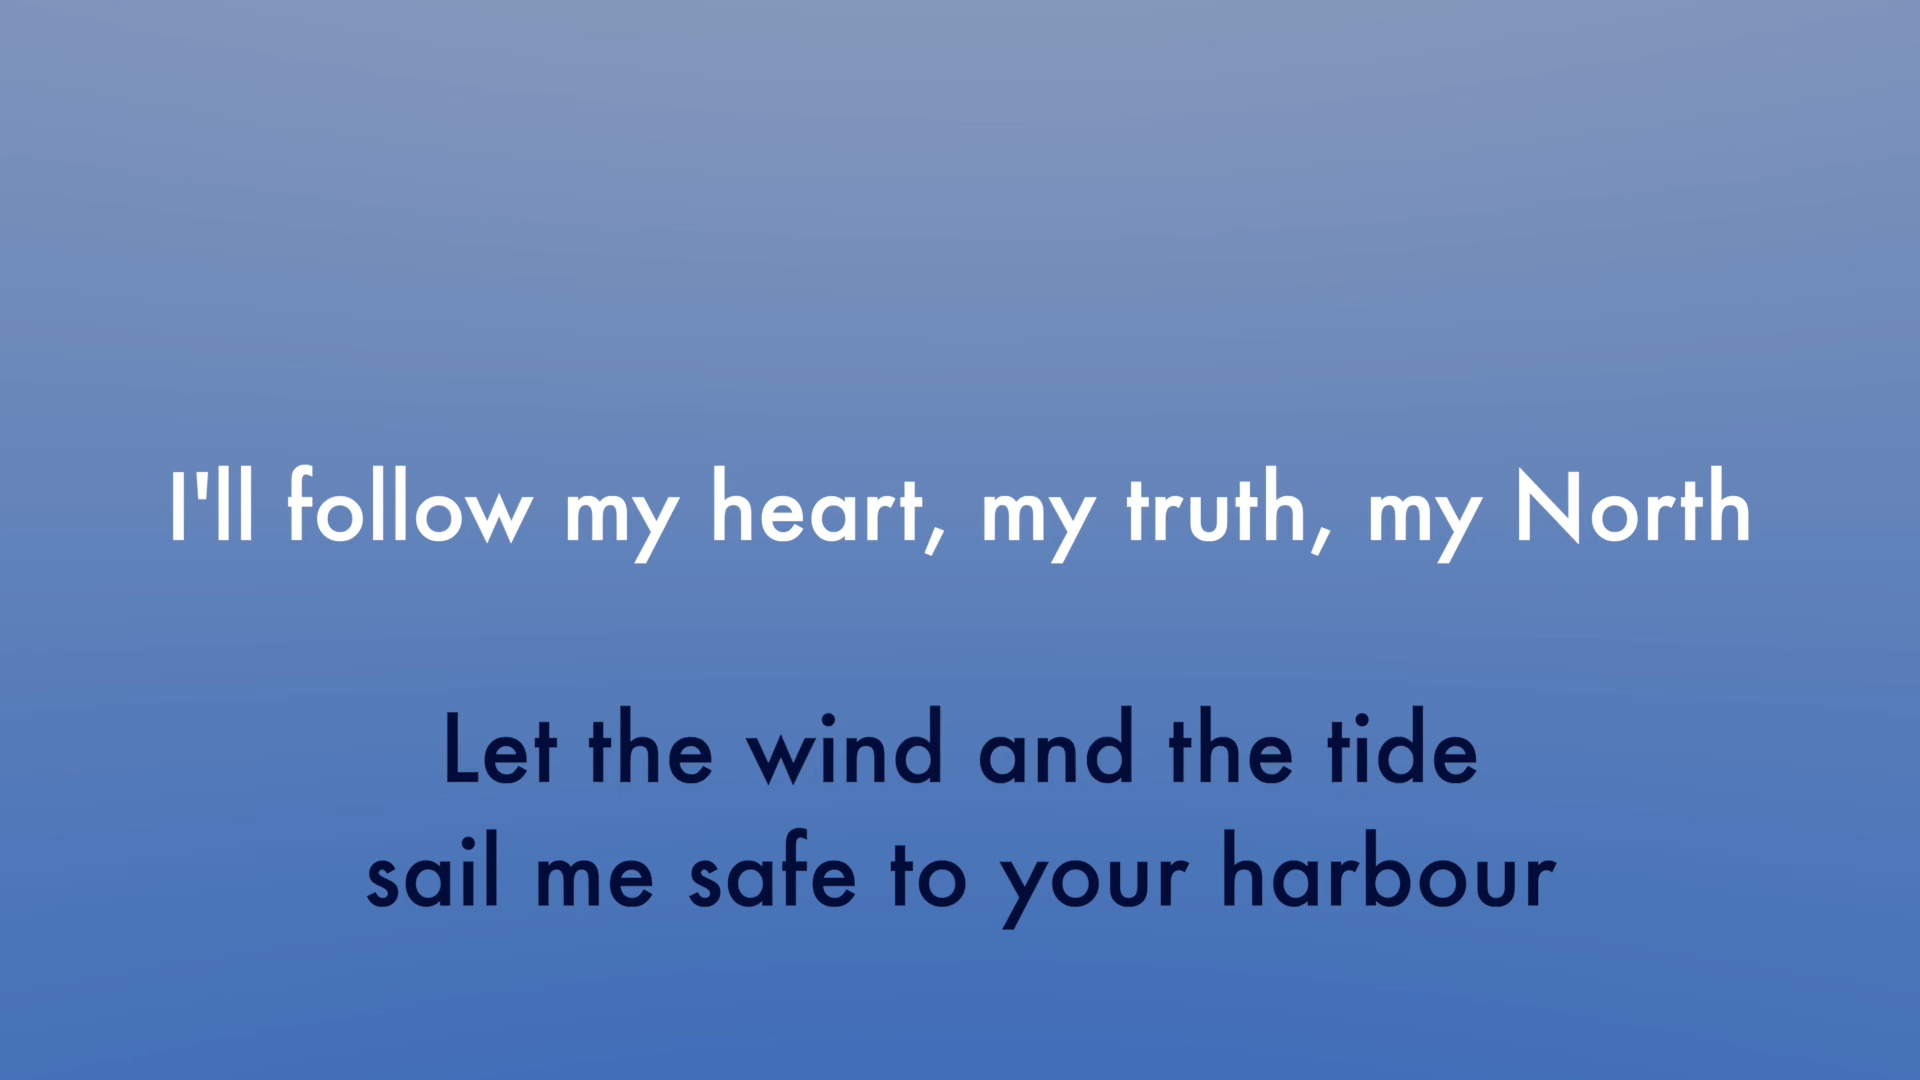 I'll follow my heart, my truth, my North
Let the wind and the tide
sail me safe to your harbour